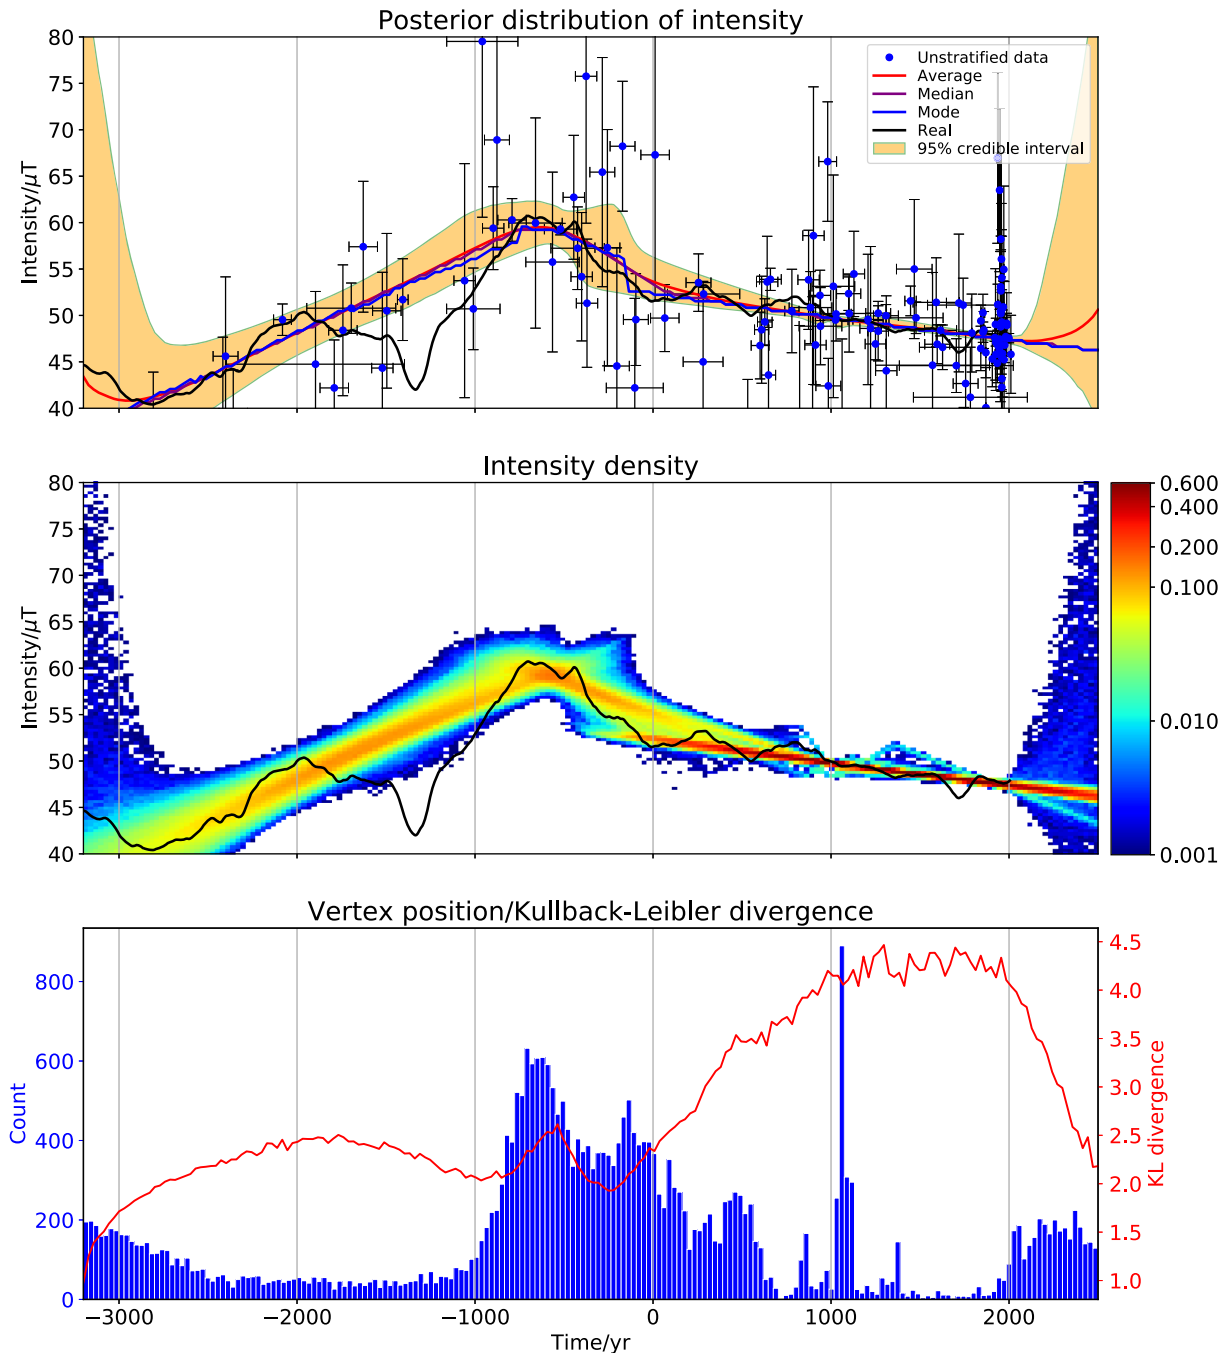 Posterior distribution of intensity
80
75
70
65
60
55
50
45
40
Intensity/μT
Unstratified data
Average
Median
Mode
Real
95% credible interval
Intensity density
80
75
70
65
60
55
50
45
40
Intensity/μT
0.600
0.400
0.200
0.100
0.010
0.001
Vertex position/Kullback-Leibler divergence
800
600
400
200
0
Count
4.5
4.0
3.5
3.0
2.5
2.0
1.5
1.0
KL divergence
−3000 −2000 −1000 0 1000 2000
Time/yr